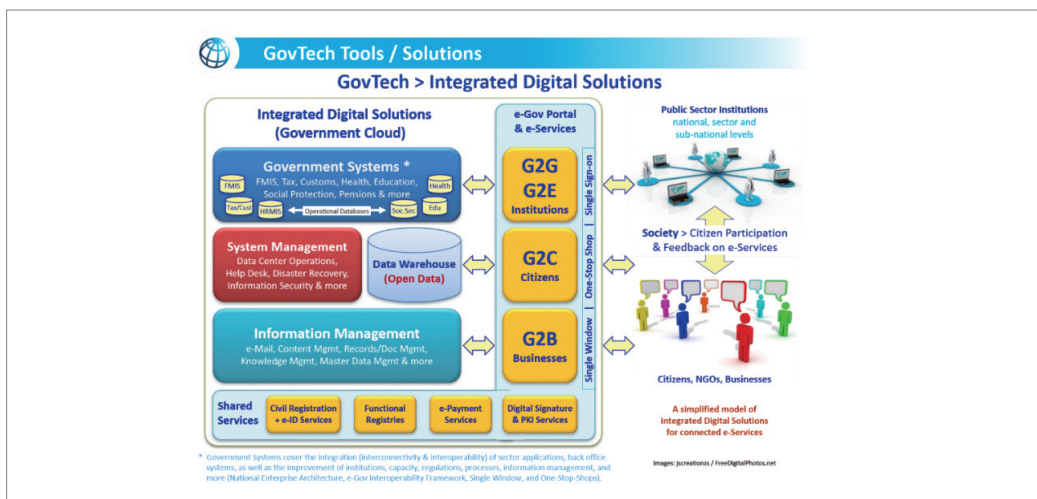 GovTech Tools / Solutions
GovTech > Integrated Digital Solutions
Integrated Digital Solutions
(Government Cloud)
Government Systems *
FMIS, Tax, Customs, Health, Education,
Social Protection, Pensions & more
FMIS
Health
Tax/Cust
HRMIS
Operational Databases
Soc Sec
Edu
System Management
Data Center Operations,
Help Desk, Disaster Recovery,
Information Security & more
Data Warehouse
(Open Data)
Information Management
e-Mail, Content Mgmt, Records/Doc Mgmt,
Knowledge Mgmt, Master Data Mgmt & more
e-Gov Portal
& e-Services
G2G
G2E
Institutions
G2C
Citizens
G2B
Businesses
Single Window | One-Stop Shop | Single Sign-on
Shared
Services
Civil Registration
+ e-ID Services
Functional
Registries
e-Payment
Services
Digital Signature
& PKI Services
Public Sector Institutions
national, sector and
sub-national levels
Society > Citizen Participation
& Feedback on e-Services
Citizens, NGOs, Businesses
A simplified model of
Integrated Digital Solutions
for connected e-Services
* Government Systems cover the integration (interconnectivity & interoperability) of sector applications, back office
systems, as well as the improvement of institutions, capacity, regulations, processes, information management, and
more (National Enterprise Architecture, e-Gov Interoperability Framework, Single Window, and One-Stop-Shops).
Images: jscreationzs / FreeDigitalPhotos.net